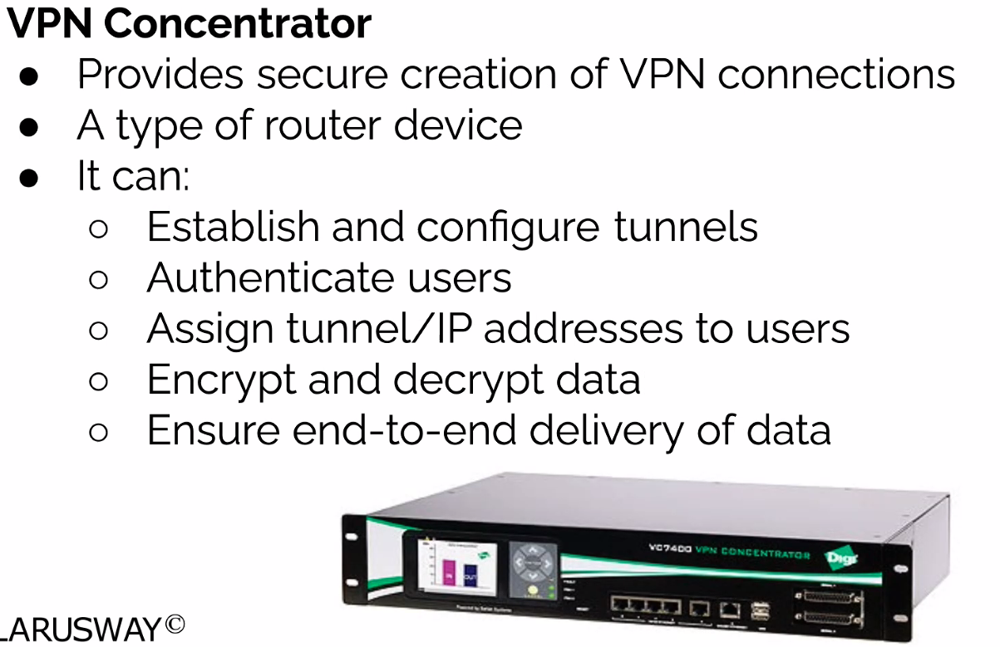 VPN Concentrator
● Provides secure creation of VPN connections
● A type of router device
● It can:
○ Establish and configure tunnels
○ Authenticate users
○ Assign tunnel/IP addresses to users
○ Encrypt and decrypt data
○ Ensure end-to-end delivery of data
VC7400 VPN CONCENTRATOR Digi
IN OUT
LARUSWAY©